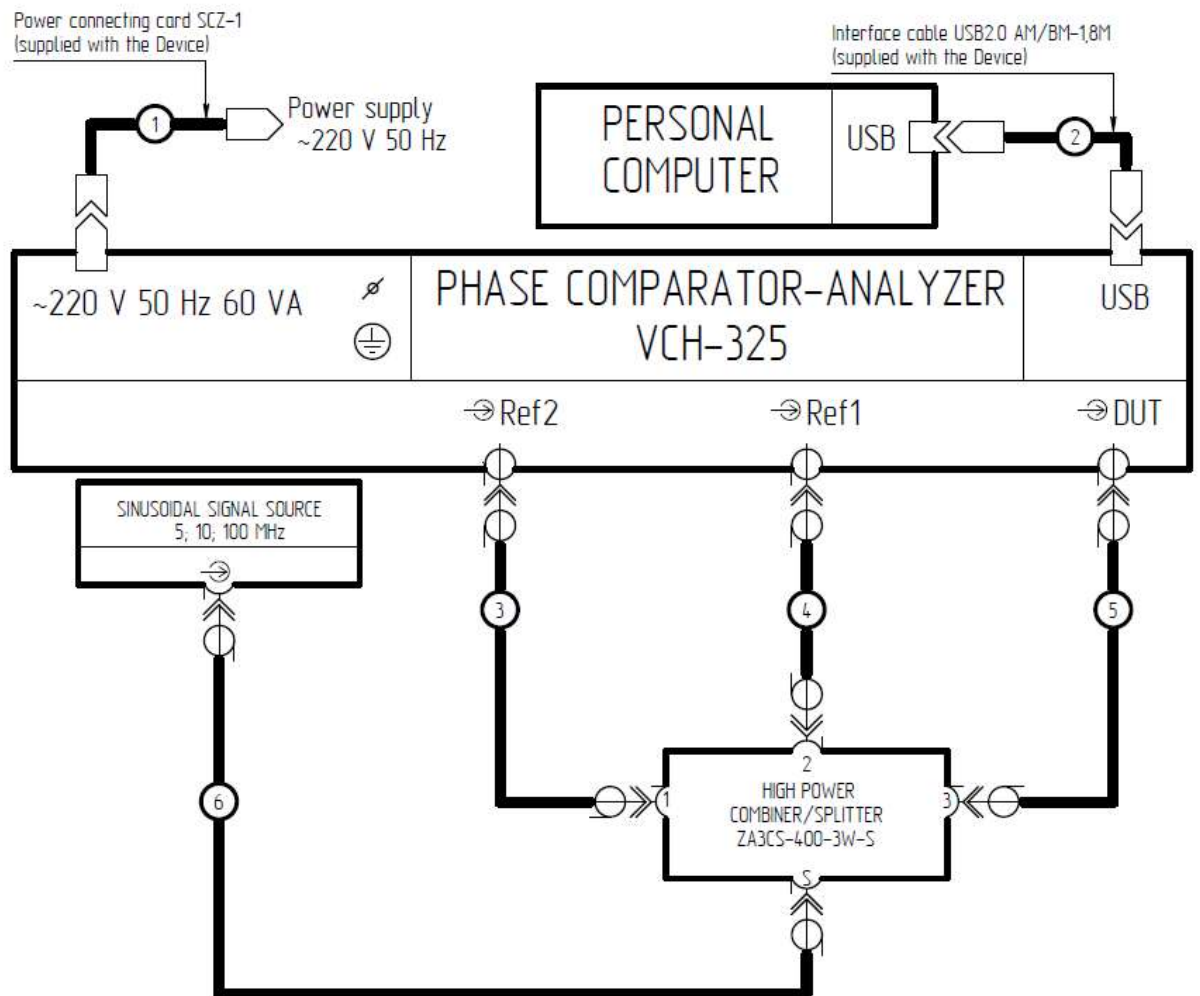 Power connecting card SCZ-1
(supplied with the Device)
Interface cable USB2.0 AM/BM-1,8M
(supplied with the Device)
1
Power supply
~220 V 50 Hz
PERSONAL
COMPUTER
USB
2
~220 V 50 Hz 60 VA
PHASE COMPARATOR-ANALYZER
VCH-325
USB
Ref2
Ref1
DUT
SINUSOIDAL SIGNAL SOURCE
5; 10; 100 MHz
3
4
5
6
1
2
3
HIGH POWER
COMBINER/SPLITTER
ZA3CS-400-3W-S
S